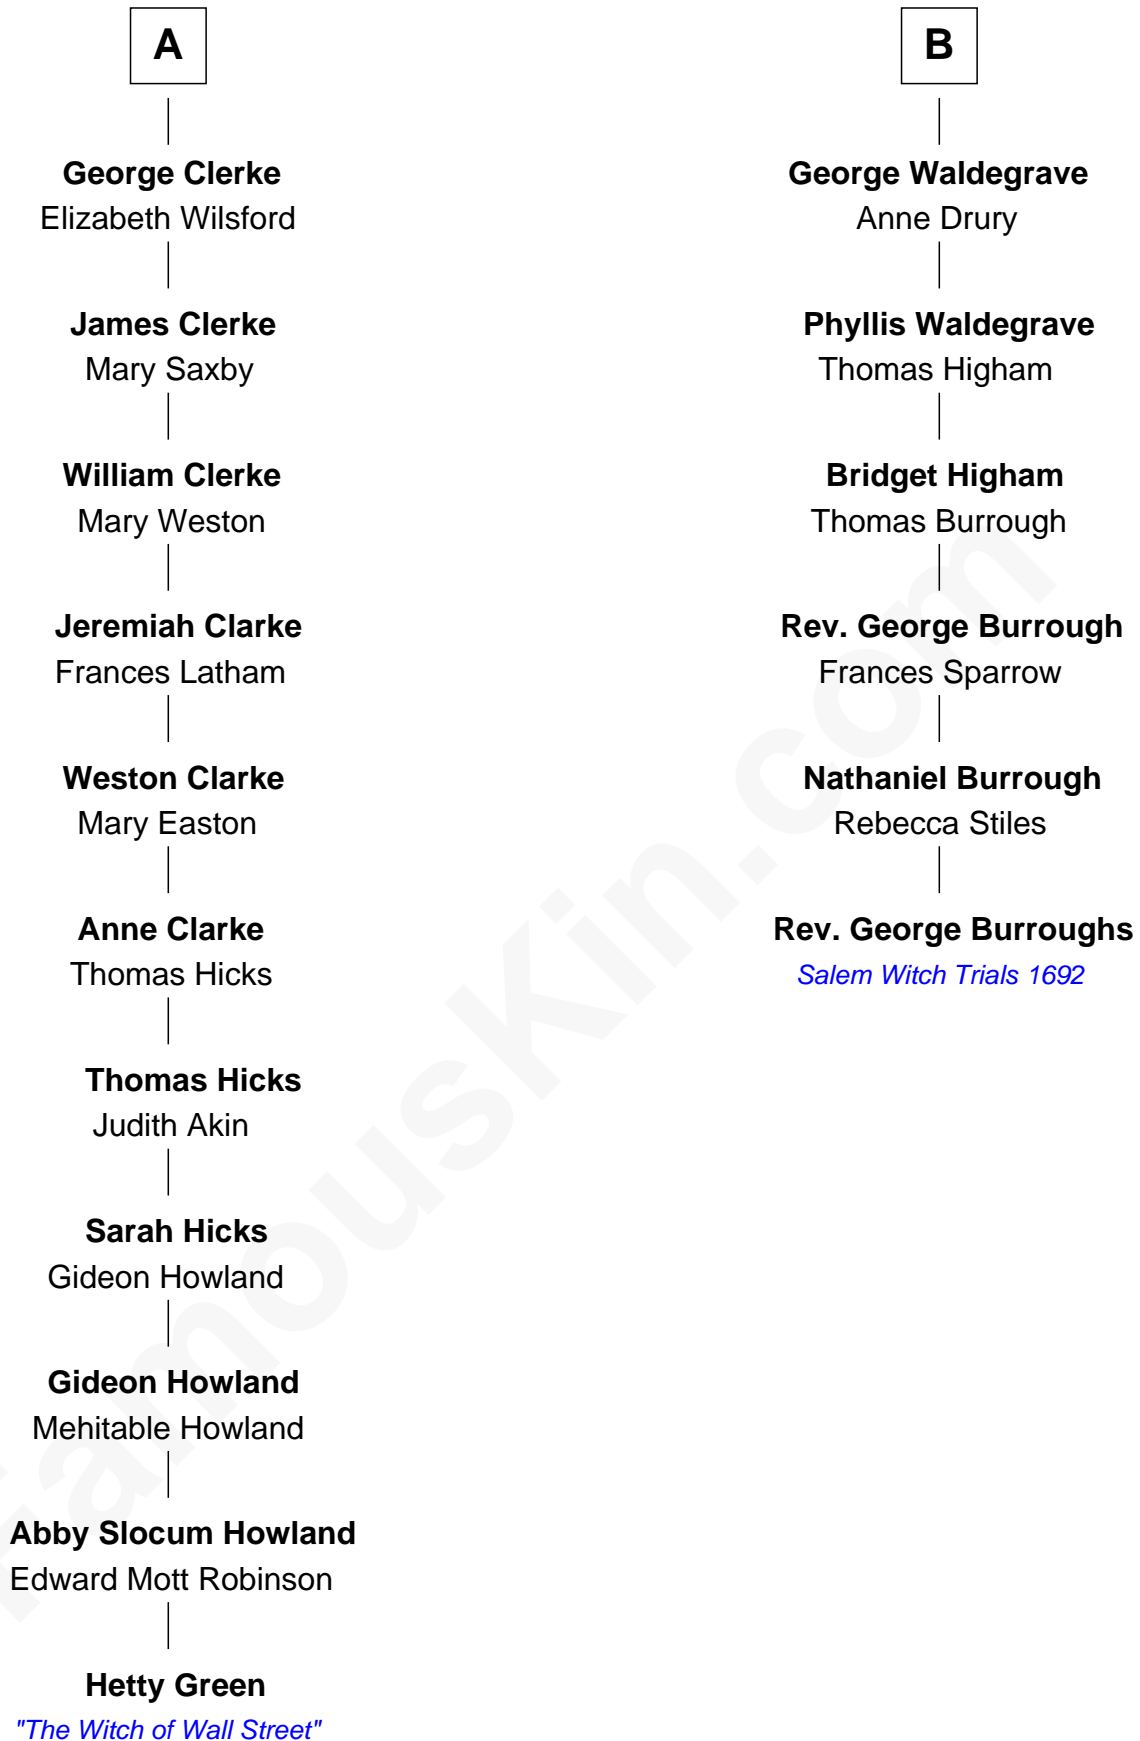 A
George Clerke
Elizabeth Wilsford
James Clerke
Mary Saxby
William Clerke
Mary Weston
Jeremiah Clarke
Frances Latham
Weston Clarke
Mary Easton
Anne Clarke
Thomas Hicks
Thomas Hicks
Judith Akin
Sarah Hicks
Gideon Howland
Gideon Howland
Mehitable Howland
Abby Slocum Howland
Edward Mott Robinson
Hetty Green
"The Witch of Wall Street"
B
George Waldegrave
Anne Drury
Phyllis Waldegrave
Thomas Higham
Bridget Higham
Thomas Burrough
Rev. George Burrough
Frances Sparrow
Nathaniel Burrough
Rebecca Stiles
Rev. George Burroughs
Salem Witch Trials 1692
FamousKin.com